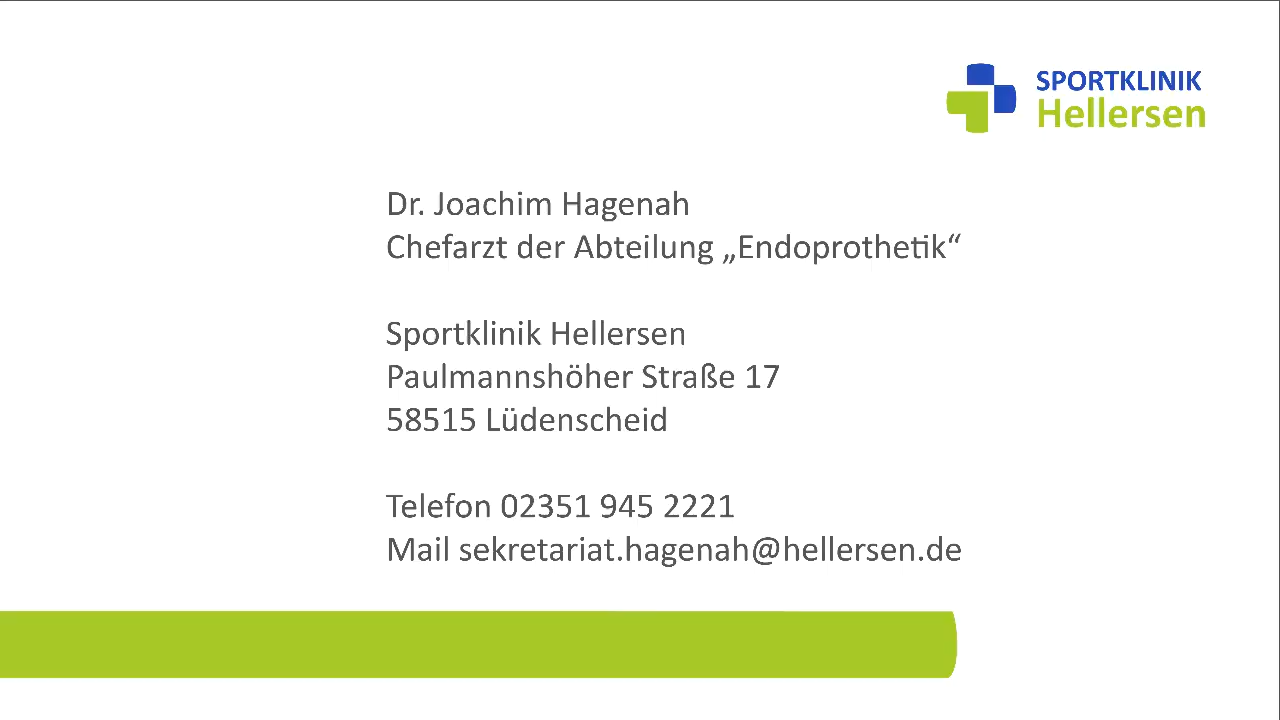 SPORTKLINIK
Hellersen
Dr. Joachim Hagenah
Chefarzt der Abteilung „Endoprothetik“
Sportklinik Hellersen
Paulmannshöher Straße 17
58515 Lüdenscheid
Telefon 02351 945 2221
Mail sekretariat.hagenah@hellersen.de